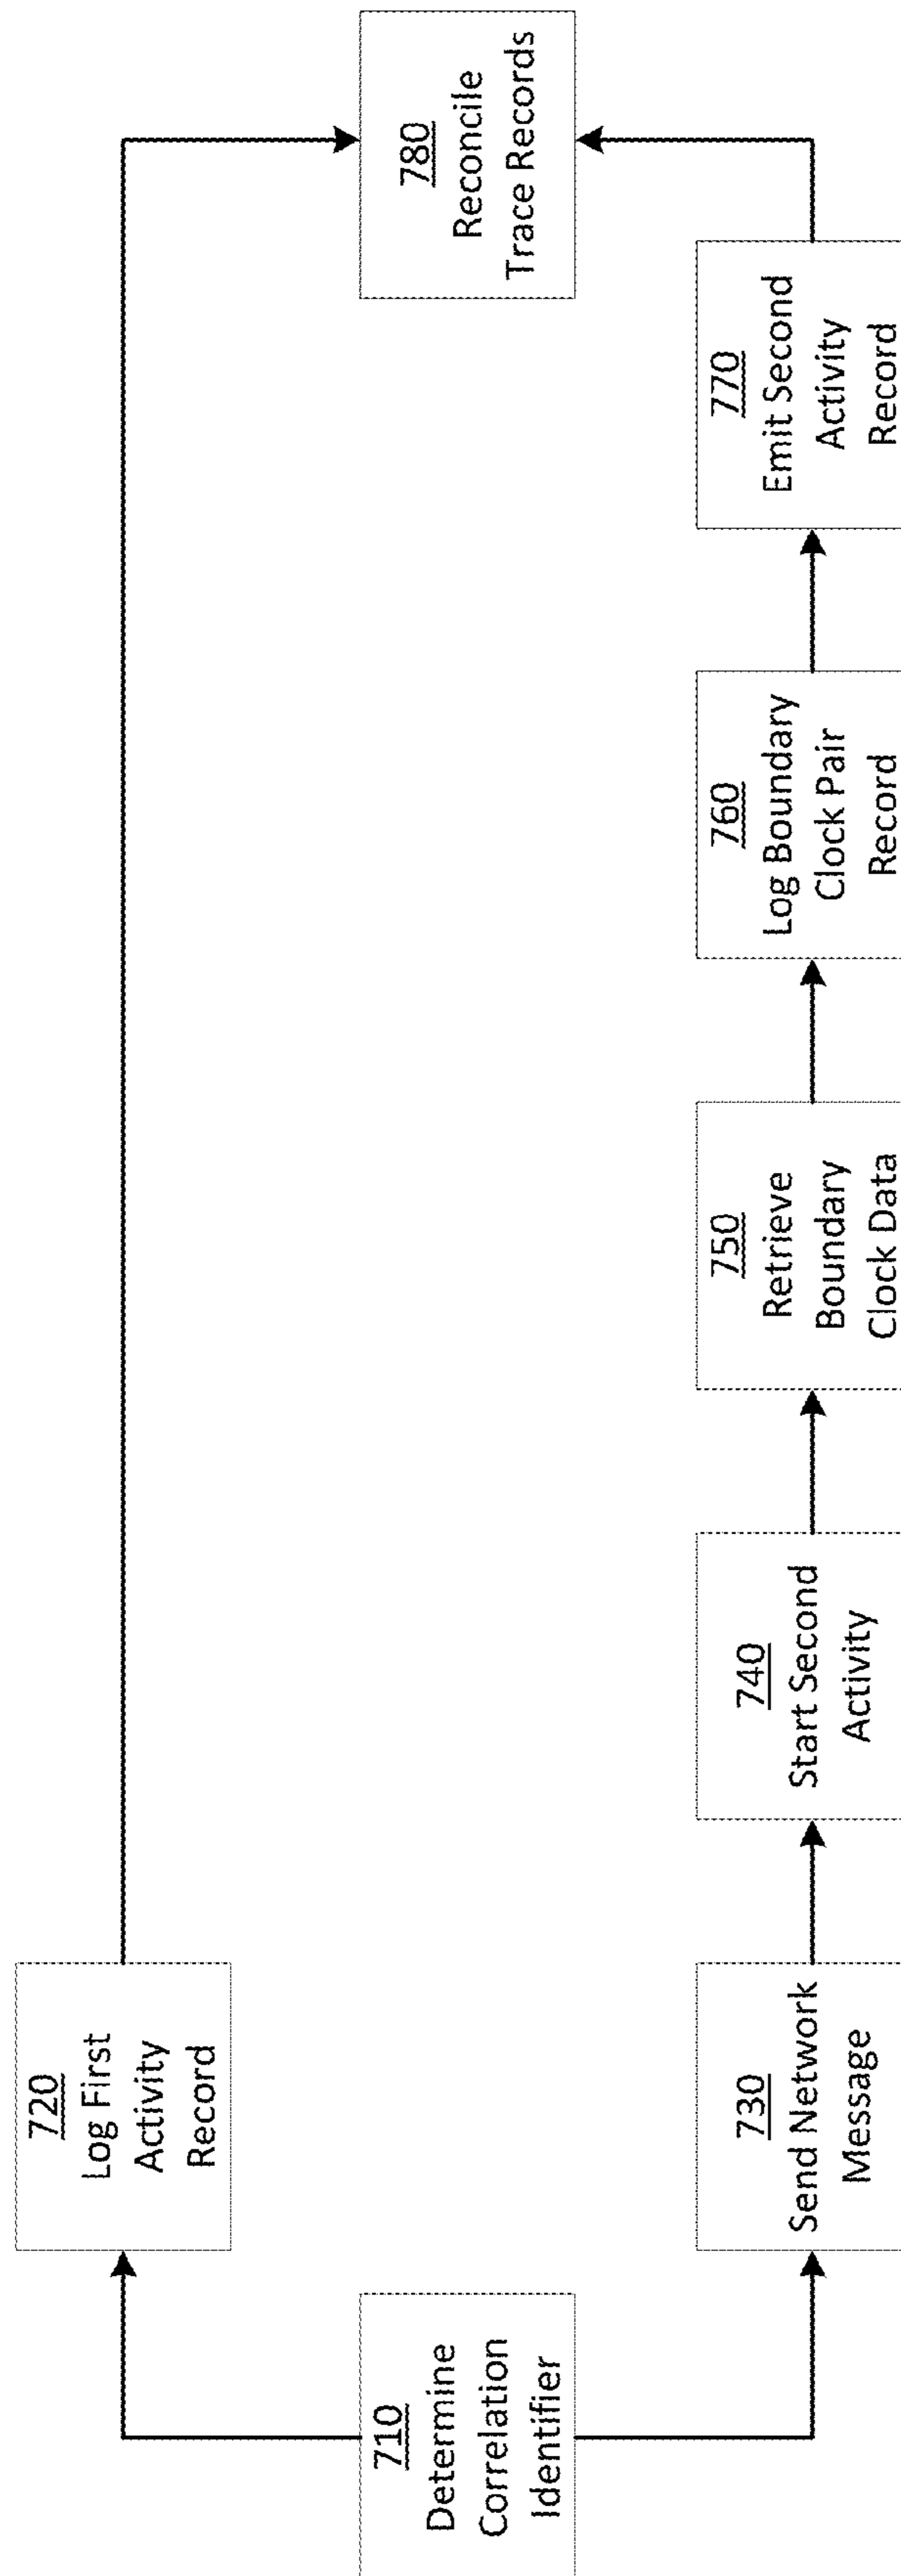 710
Determine
Correlation
Identifier
720
Log First
Activity
Record
730
Send Network
Message
740
Start Second
Activity
750
Retrieve
Boundary
Clock Data
760
Log Boundary
Clock Pair
Record
770
Emit Second
Activity
Record
780
Reconcile
Trace Records